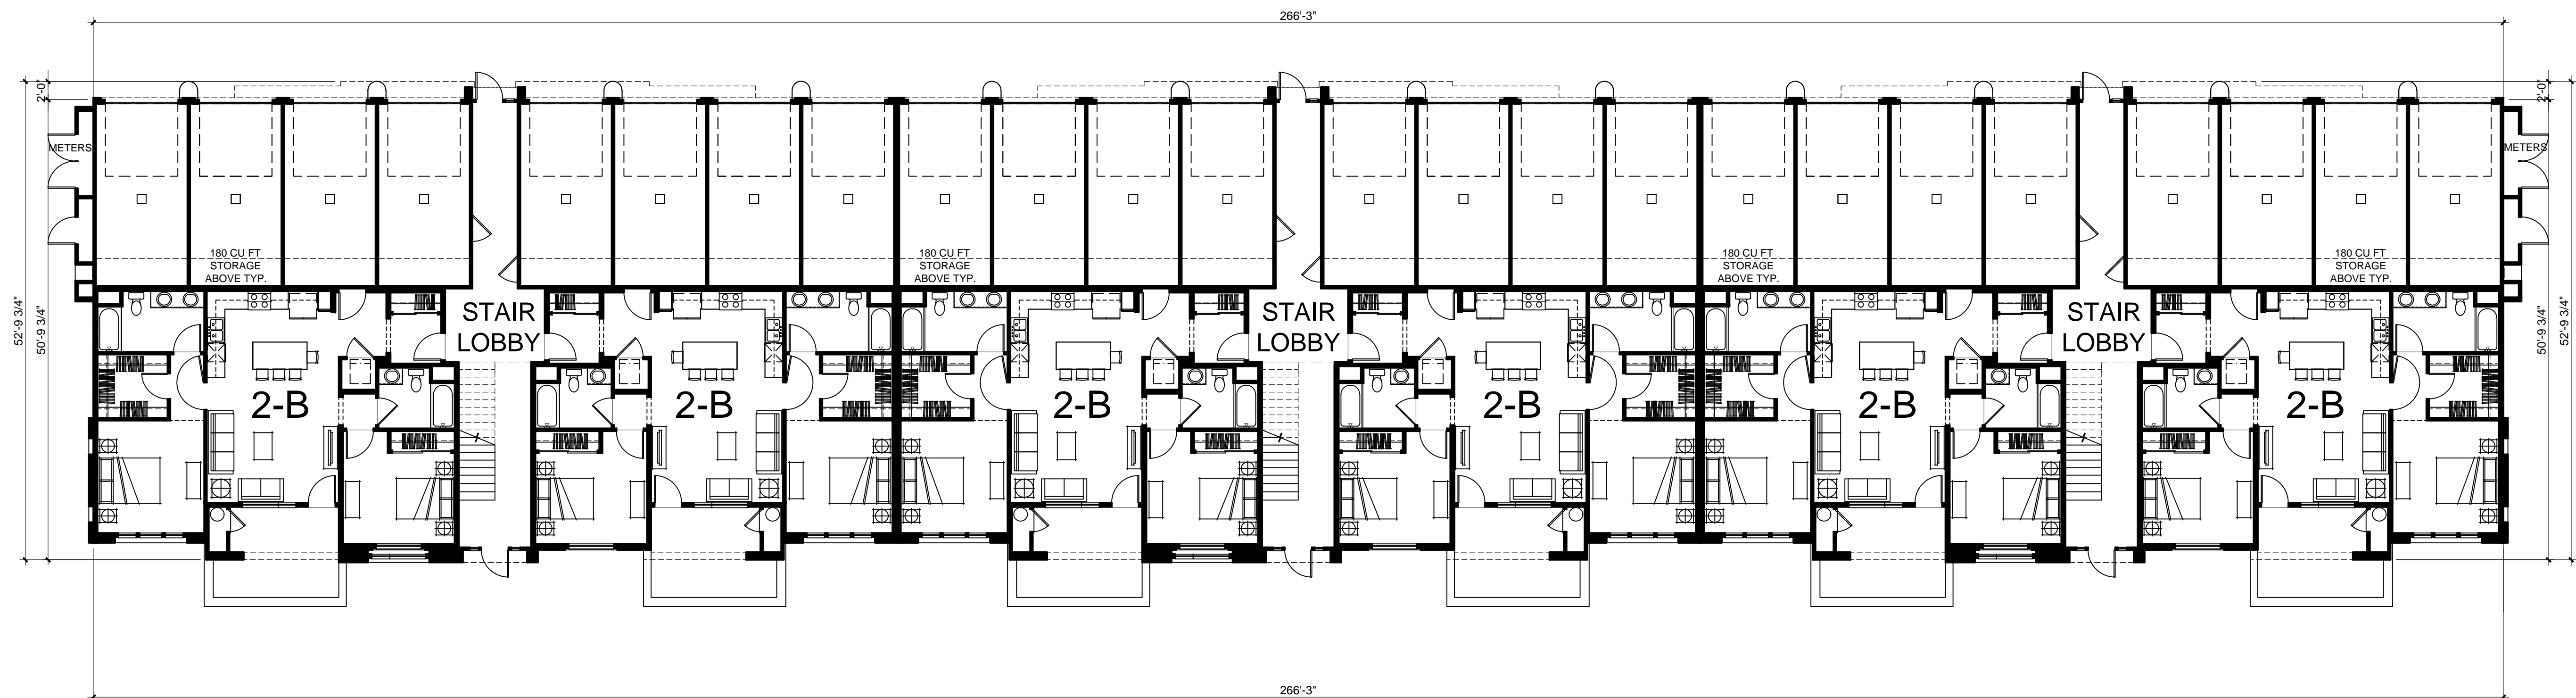 266'-3"
2'-0"
2'-0"
METERS
METERS
180 CU FT
STORAGE
ABOVE TYP.
180 CU FT
STORAGE
ABOVE TYP.
180 CU FT
STORAGE
ABOVE TYP.
180 CU FT
STORAGE
ABOVE TYP.
52'-9 3/4"
50'-9 3/4"
STAIR
LOBBY
STAIR
LOBBY
STAIR
LOBBY
50'-9 3/4"
52'-9 3/4"
2-B
2-B
2-B
2-B
2-B
2-B
266'-3"